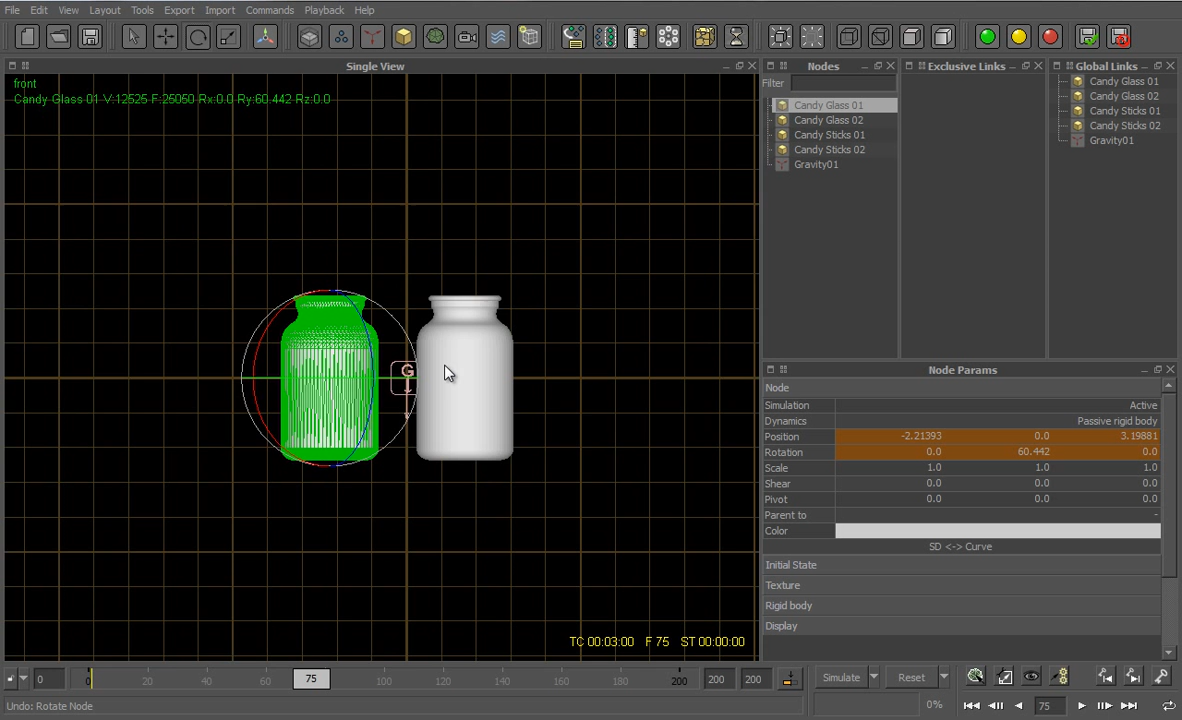 File Edit Layout Tools Export Import Commands Playback Help
Single View
front
Candy Glass 01 V:12525 F:25050 Rx:0.0 Ry:60.442 Rz:0.0
G
TC 00:03:00 F 75 ST 00:00:00
Nodes
Filter
Candy Glass 01
Candy Glass 02
Candy Sticks 01
Candy Sticks 02
Gravity01
Exclusive Links
Global Links
Candy Glass 01
Candy Glass 02
Candy Sticks 01
Candy Sticks 02
Gravity01
Node Params
Node
Simulation Active
Dynamics Passive rigid body
Position -2.21393 0.0 3.19881
Rotation 0.0 60.442 0.0
Scale 1.0 1.0 1.0
Shear 0.0 0.0 0.0
Pivot 0.0 0.0 0.0
Parent to -
Color
SD <-> Curve
Initial State
Texture
Rigid body
Display
0 0 20 40 60 75 100 120 140 160 180 200 200 200
Simulate Reset
Undo: Rotate Node
0% 75